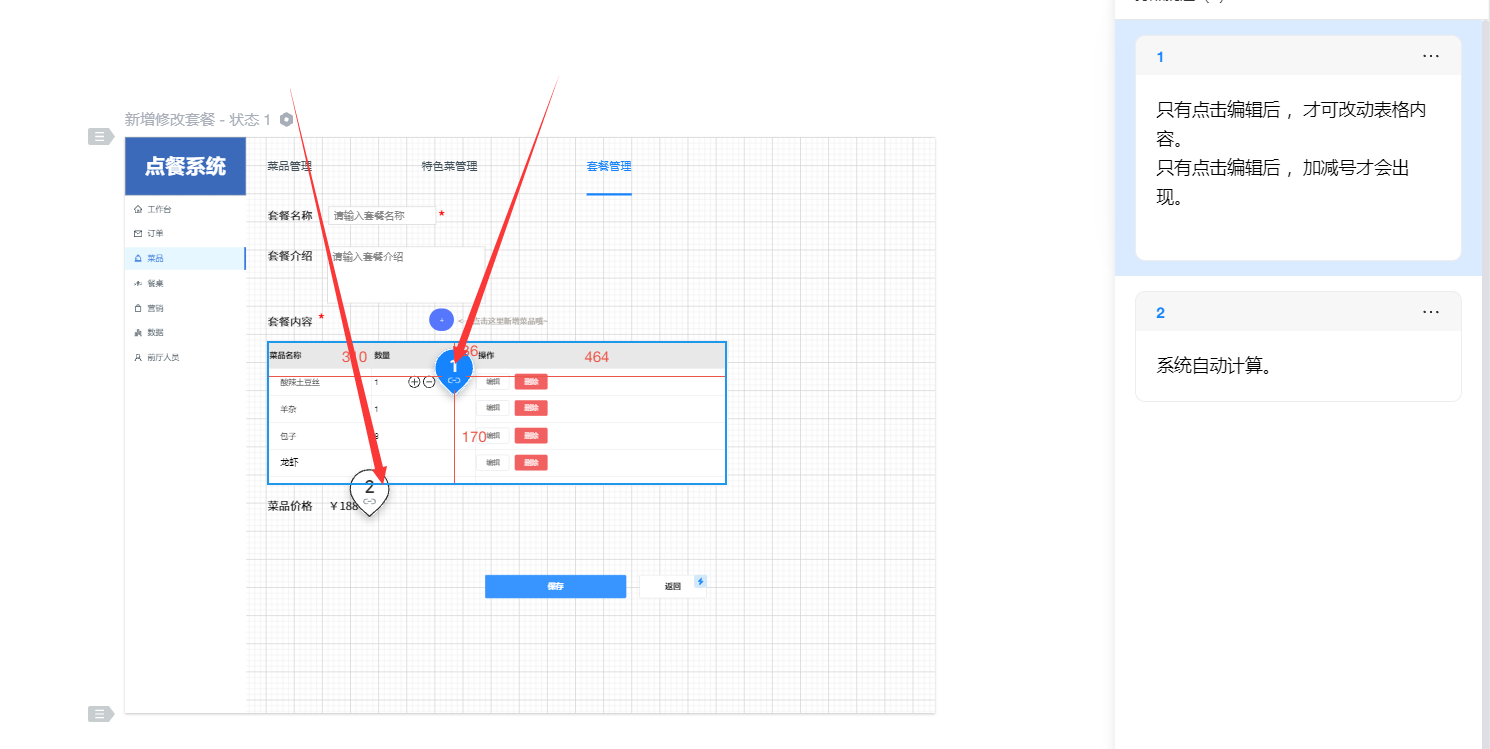 1
只有点击编辑后 ，才可改动表格内
容。
只有点击编辑后 ，加减号才会出
现。
2
系统自动计算。
新增修改套餐 - 状态 1
点餐系统
菜品管理
特色菜管理
套餐管理
工作台
订单
菜品
餐桌
营销
数据
前厅人员
套餐名称
请输入套餐名称
*
套餐介绍
请输入套餐介绍
套餐内容
*
+
点击这里新增菜品哦~
菜品名称
310
数量
操作
464
1
酸辣土豆丝
1
编辑
删除
羊杂
1
编辑
删除
包子
170
编辑
删除
龙虾
编辑
删除
2
菜品价格
￥188
保存
返回